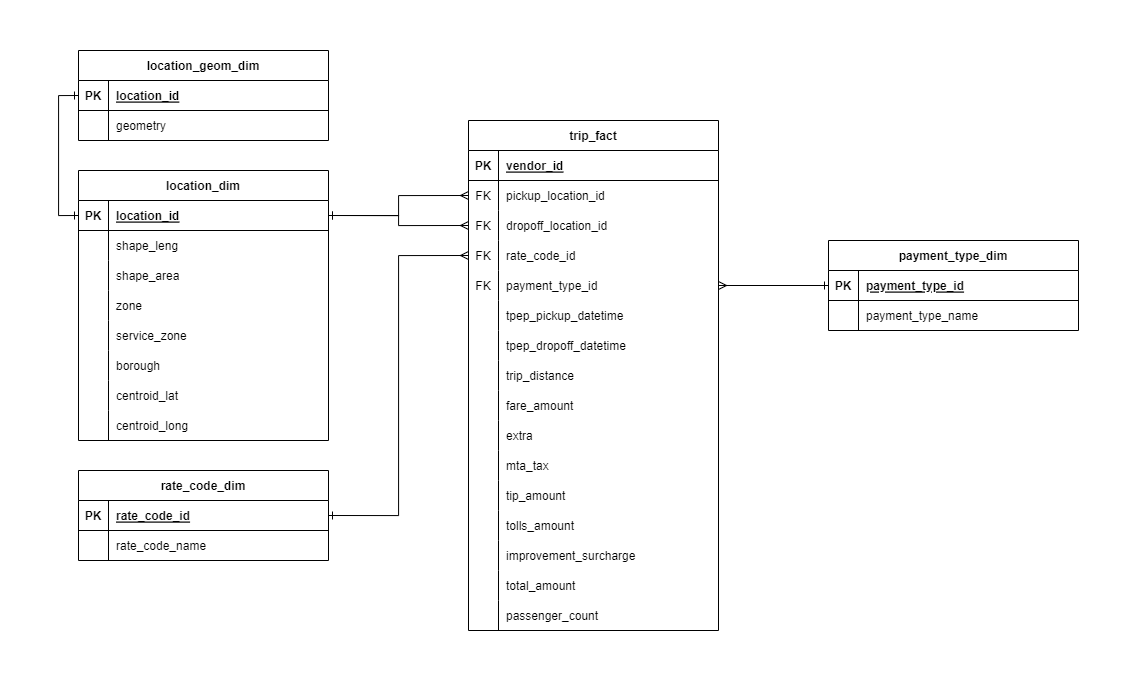 location_geom_dim
PK location_id
geometry
location_dim
PK location_id
shape_leng
shape_area
zone
service_zone
borough
centroid_lat
centroid_long
rate_code_dim
PK rate_code_id
rate_code_name
trip_fact
PK vendor_id
FK pickup_location_id
FK dropoff_location_id
FK rate_code_id
FK payment_type_id
tpep_pickup_datetime
tpep_dropoff_datetime
trip_distance
fare_amount
extra
mta_tax
tip_amount
tolls_amount
improvement_surcharge
total_amount
passenger_count
payment_type_dim
PK payment_type_id
payment_type_name